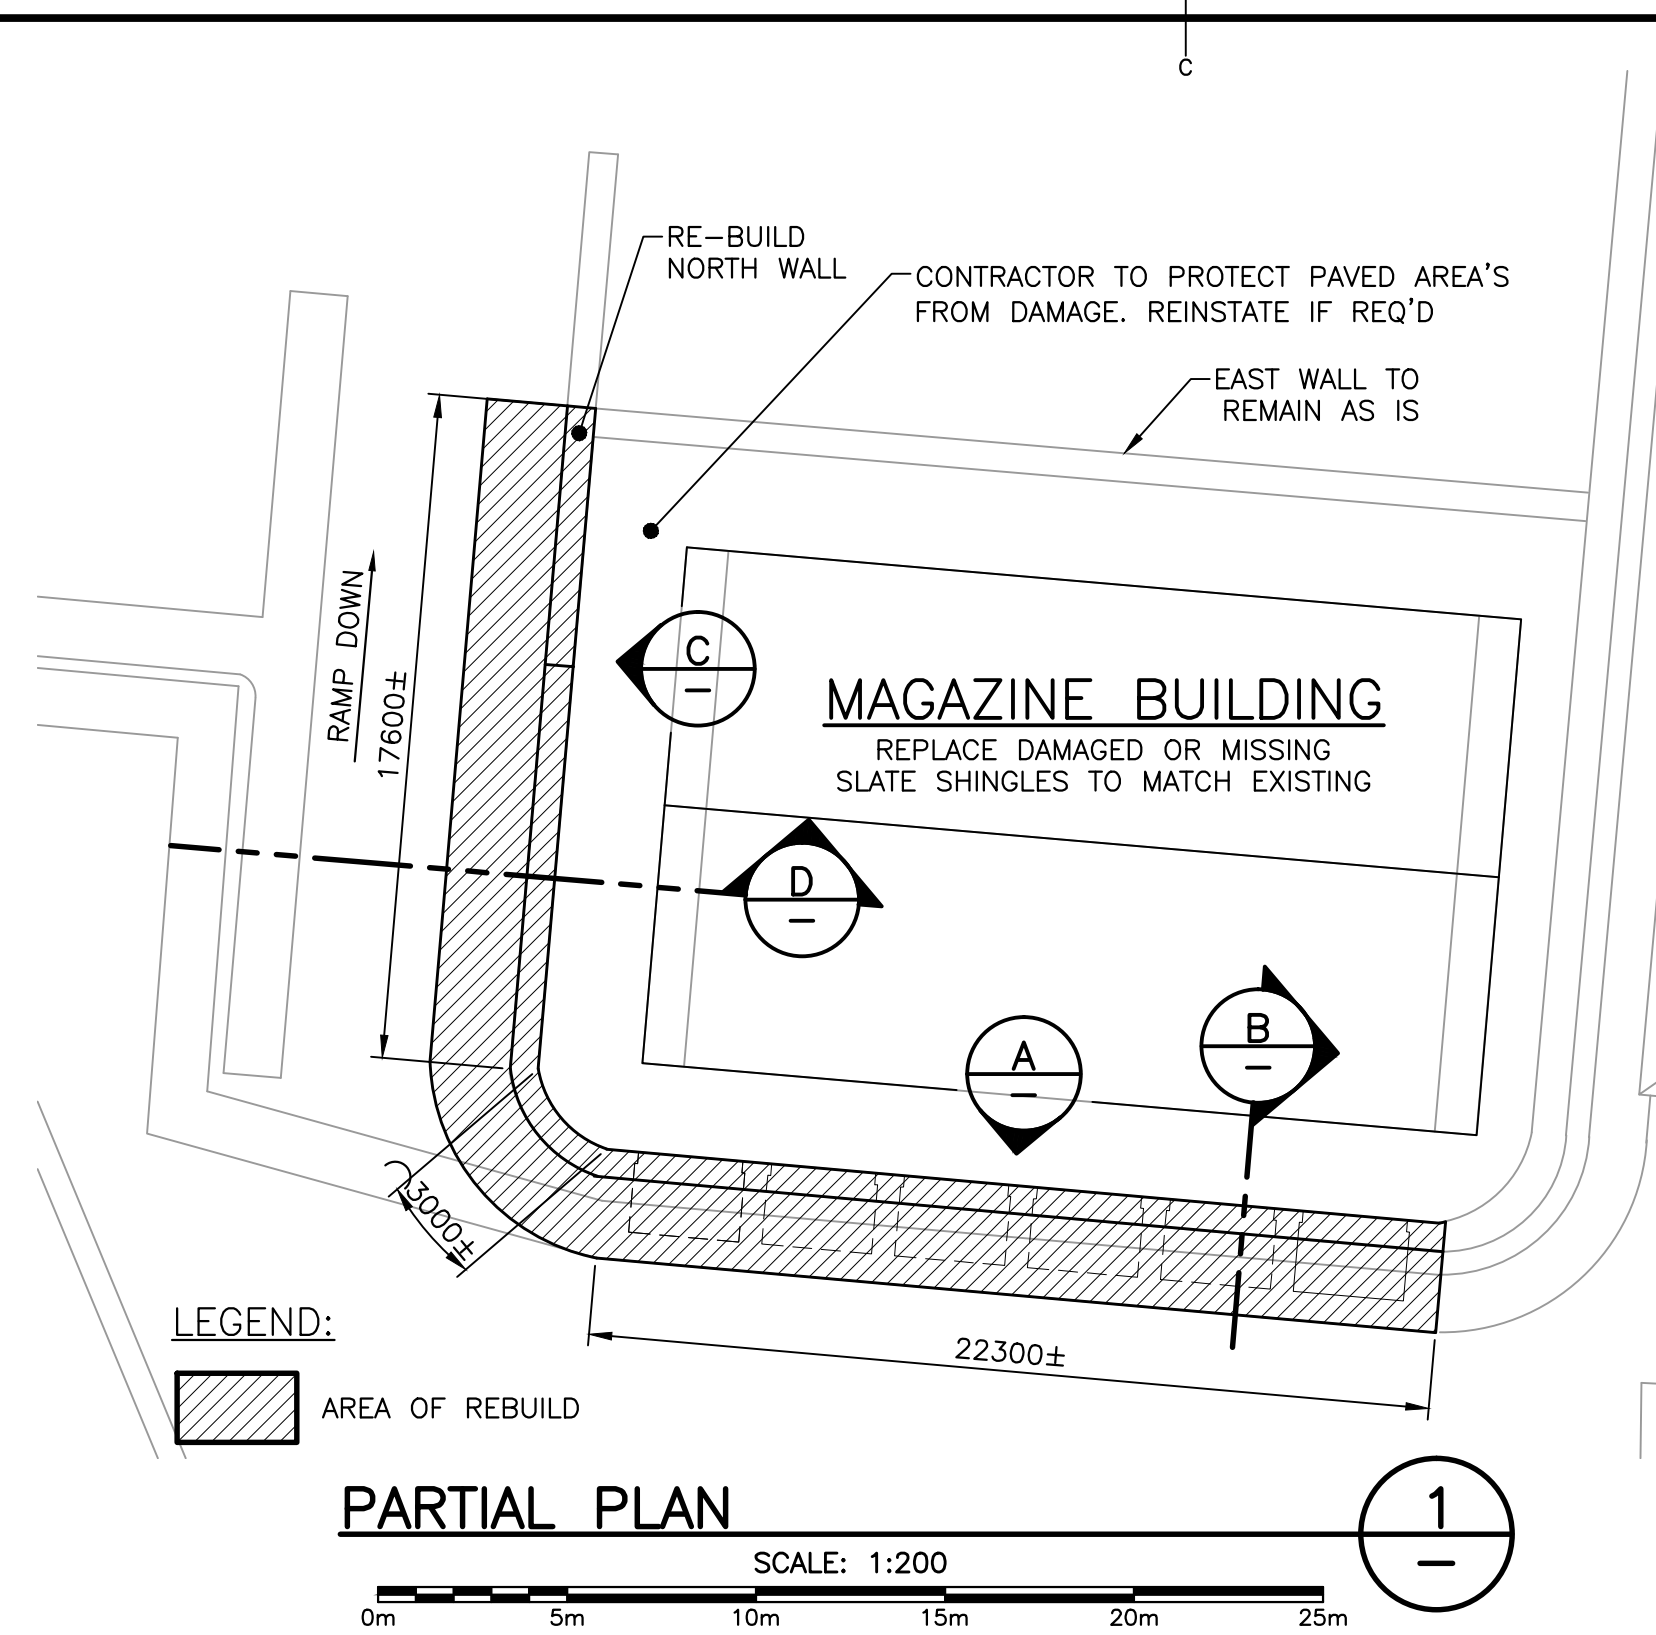 C
RE-BUILD
NORTH WALL
CONTRACTOR TO PROTECT PAVED AREA'S
FROM DAMAGE. REINSTATE IF REQ'D
EAST WALL TO
REMAIN AS IS
RAMP DOWN
17600±
C
–
MAGAZINE BUILDING
REPLACE DAMAGED OR MISSING
SLATE SHINGLES TO MATCH EXISTING
D
–
B
–
A
–
3000±
22300±
LEGEND:
AREA OF REBUILD
PARTIAL PLAN
1
–
SCALE: 1:200
0m 5m 10m 15m 20m 25m